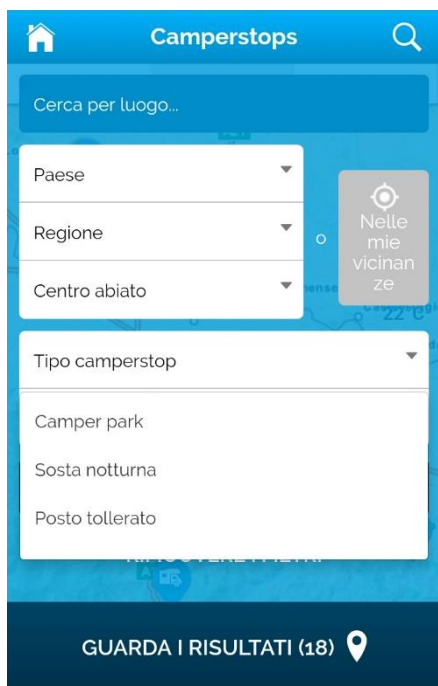 Camperstops
Cerca per luogo...
Paese
Regione
Centro abiato
o
Nelle
mie
vicinan
ze
22°C
Tipo camperstop
Camper park
Sosta notturna
Posto tollerato
GUARDA I RISULTATI (18)